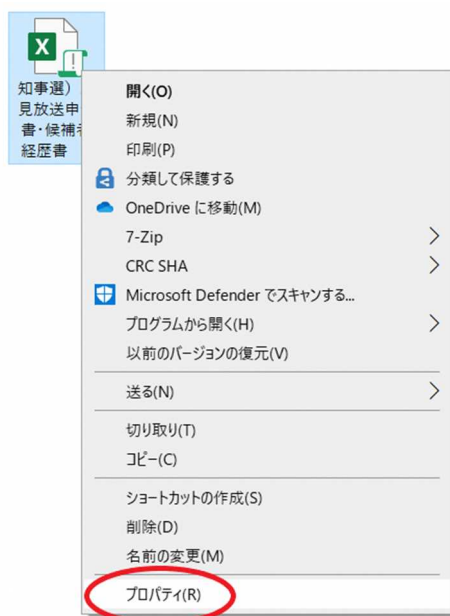 X
知事選)
見放送申
書・候補者
経歴書
開く(O)
新規(N)
印刷(P)
分類して保護する
OneDrive に移動(M)
7-Zip
CRC SHA
Microsoft Defender でスキャンする...
プログラムから開く(H)
以前のバージョンの復元(V)
送る(N)
切り取り(T)
コピー(C)
ショートカットの作成(S)
削除(D)
名前の変更(M)
プロパティ(R)